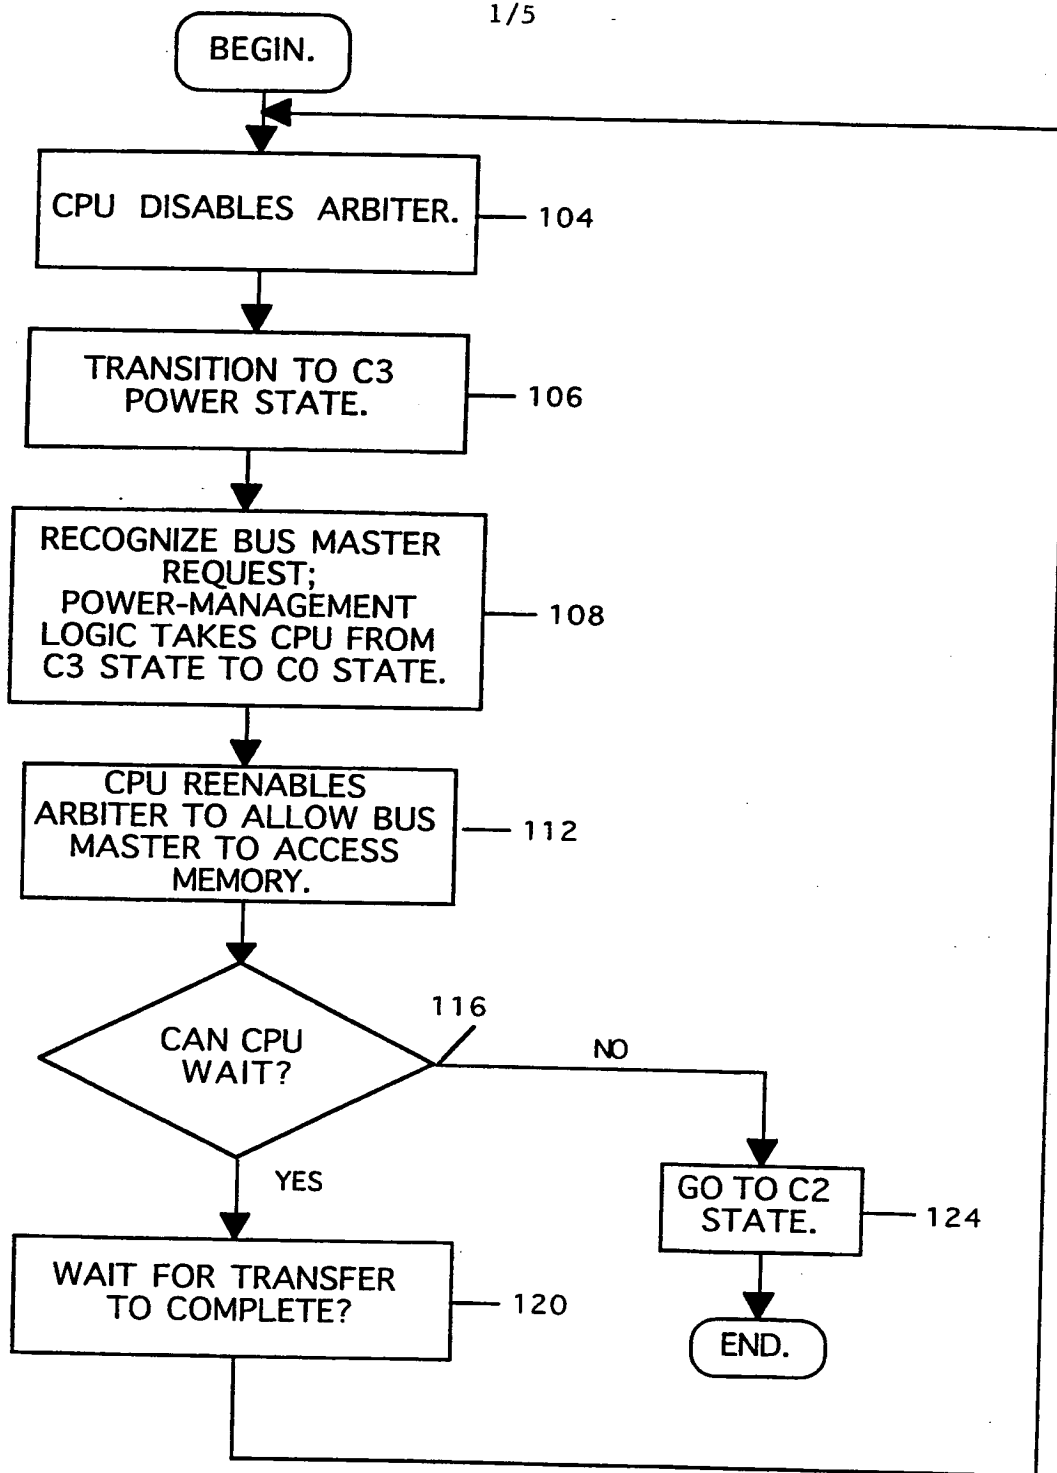 1/5
BEGIN.
CPU DISABLES ARBITER.
104
TRANSITION TO C3
POWER STATE.
106
RECOGNIZE BUS MASTER
REQUEST;
POWER-MANAGEMENT
LOGIC TAKES CPU FROM
C3 STATE TO C0 STATE.
108
CPU REENABLES
ARBITER TO ALLOW BUS
MASTER TO ACCESS
MEMORY.
112
CAN CPU
WAIT?
116
NO
YES
GO TO C2
STATE.
124
WAIT FOR TRANSFER
TO COMPLETE?
120
END.